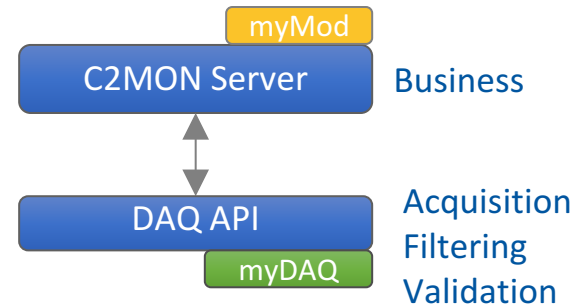 myMod
C2MON Server
Business
DAQ API
myDAQ
Acquisition
Filtering
Validation